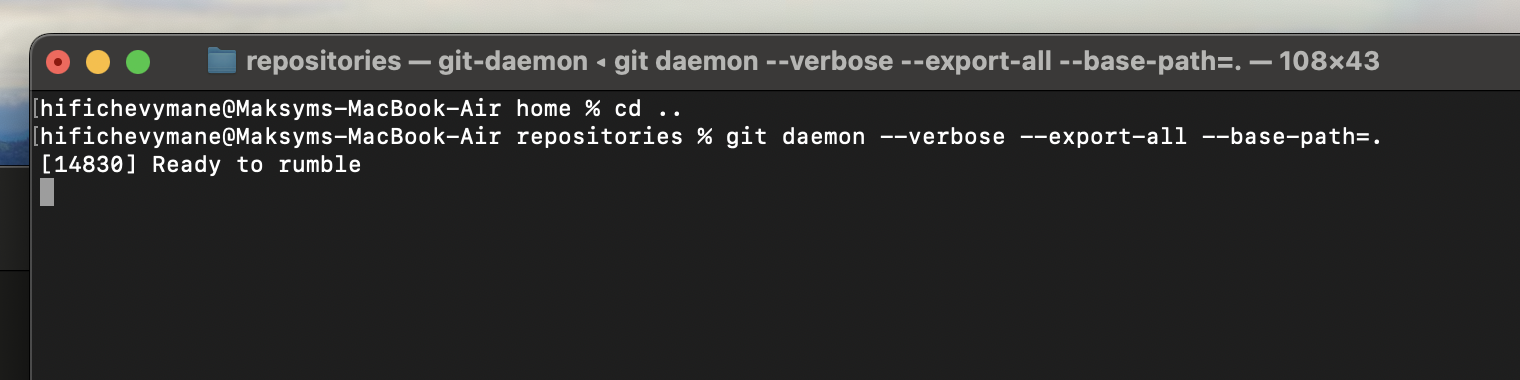 repositories — git-daemon ◂ git daemon --verbose --export-all --base-path=. — 108×43
[hifichevymane@Maksyms-MacBook-Air home % cd ..
[hifichevymane@Maksyms-MacBook-Air repositories % git daemon --verbose --export-all --base-path=.
[14830] Ready to rumble